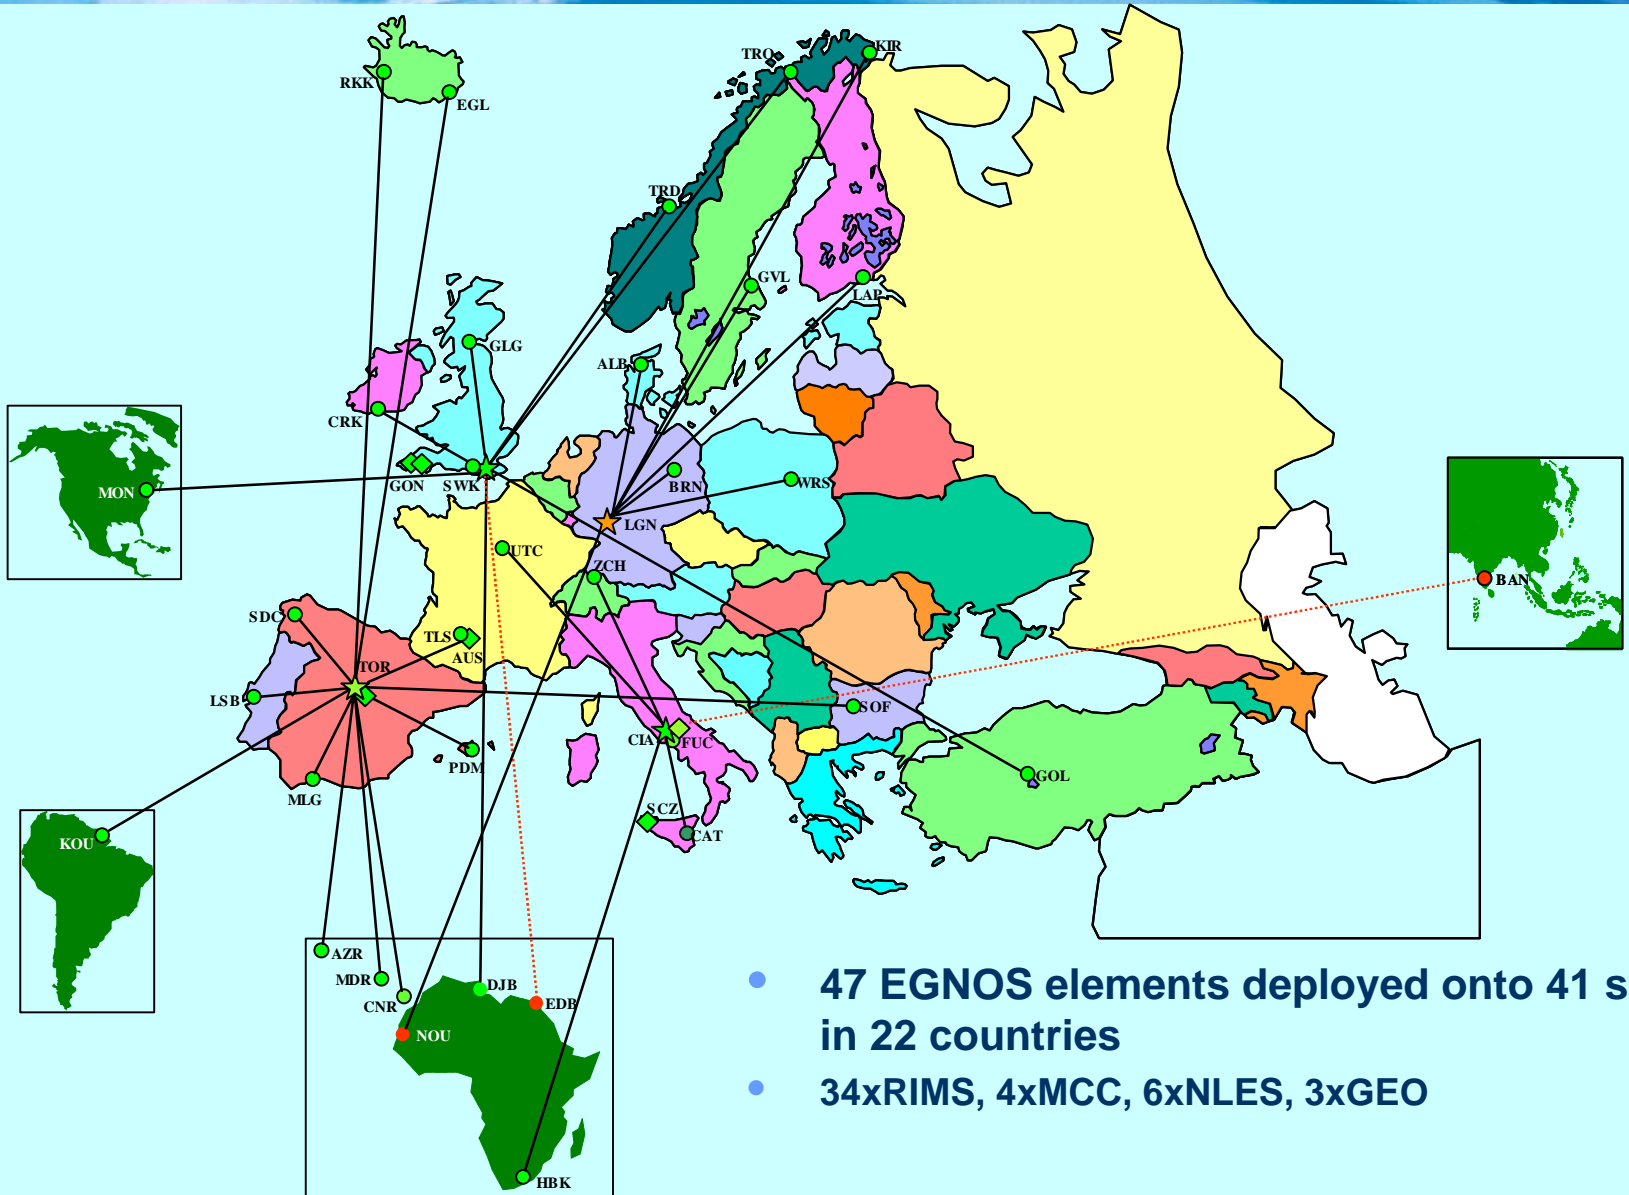 TRO
KIR
RKK
EGL
TRD
GVL
LAP
GLG
ALB
CRK
MON
GON
SWK
BRN
WRS
LGN
UTC
ZCH
BAN
SDC
TLS
AUS
TOR
LSB
SOF
CIA
FUC
PDM
GOL
MLG
SCZ
CAT
KOU
AZR
MDR
CNR
DJB
EDB
NOU
HBK
• 47 EGNOS elements deployed onto 41 s
in 22 countries
• 34xRIMS, 4xMCC, 6xNLES, 3xGEO